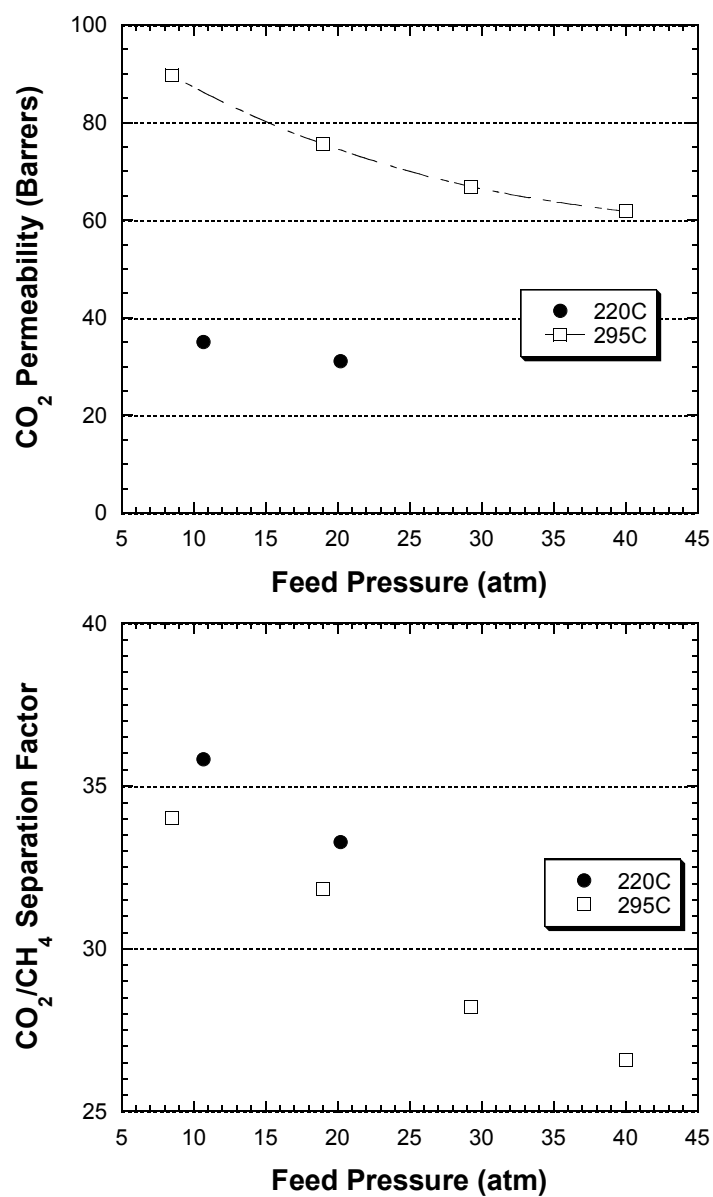 100
80
60
40
20
0
CO2 Permeability (Barrers)
220C
295C
5 10 15 20 25 30 35 40 45
Feed Pressure (atm)
40
35
30
25
CO2/CH4 Separation Factor
220C
295C
5 10 15 20 25 30 35 40 45
Feed Pressure (atm)